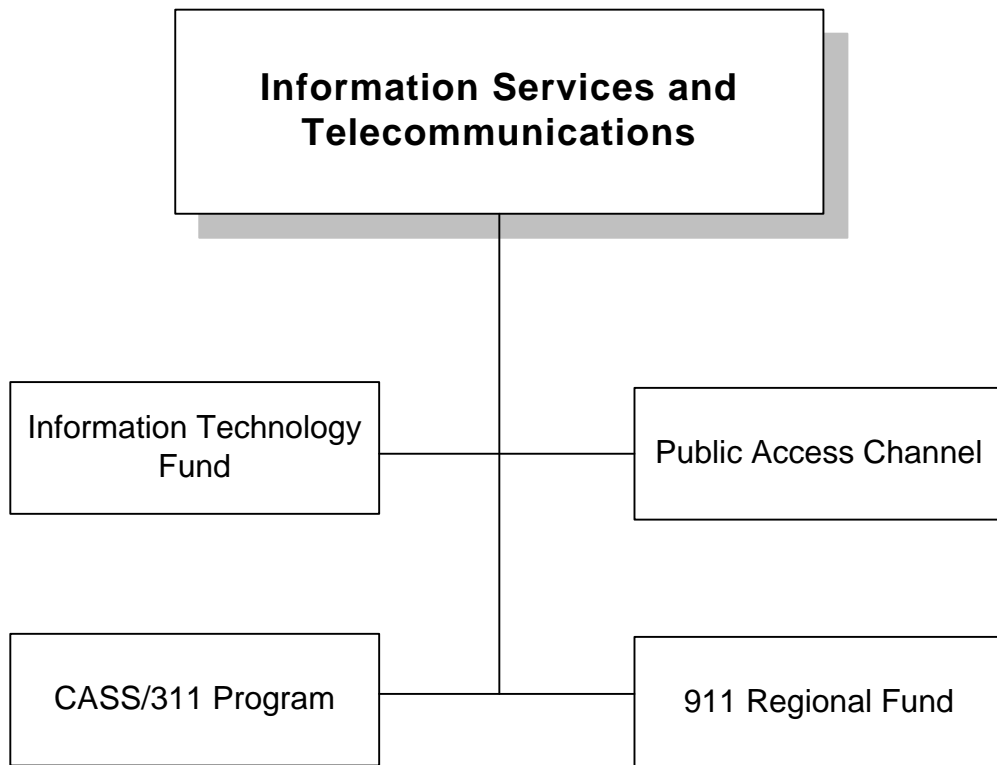 Information Services and
Telecommunications
Information Technology
Fund
Public Access Channel
CASS/311 Program
911 Regional Fund